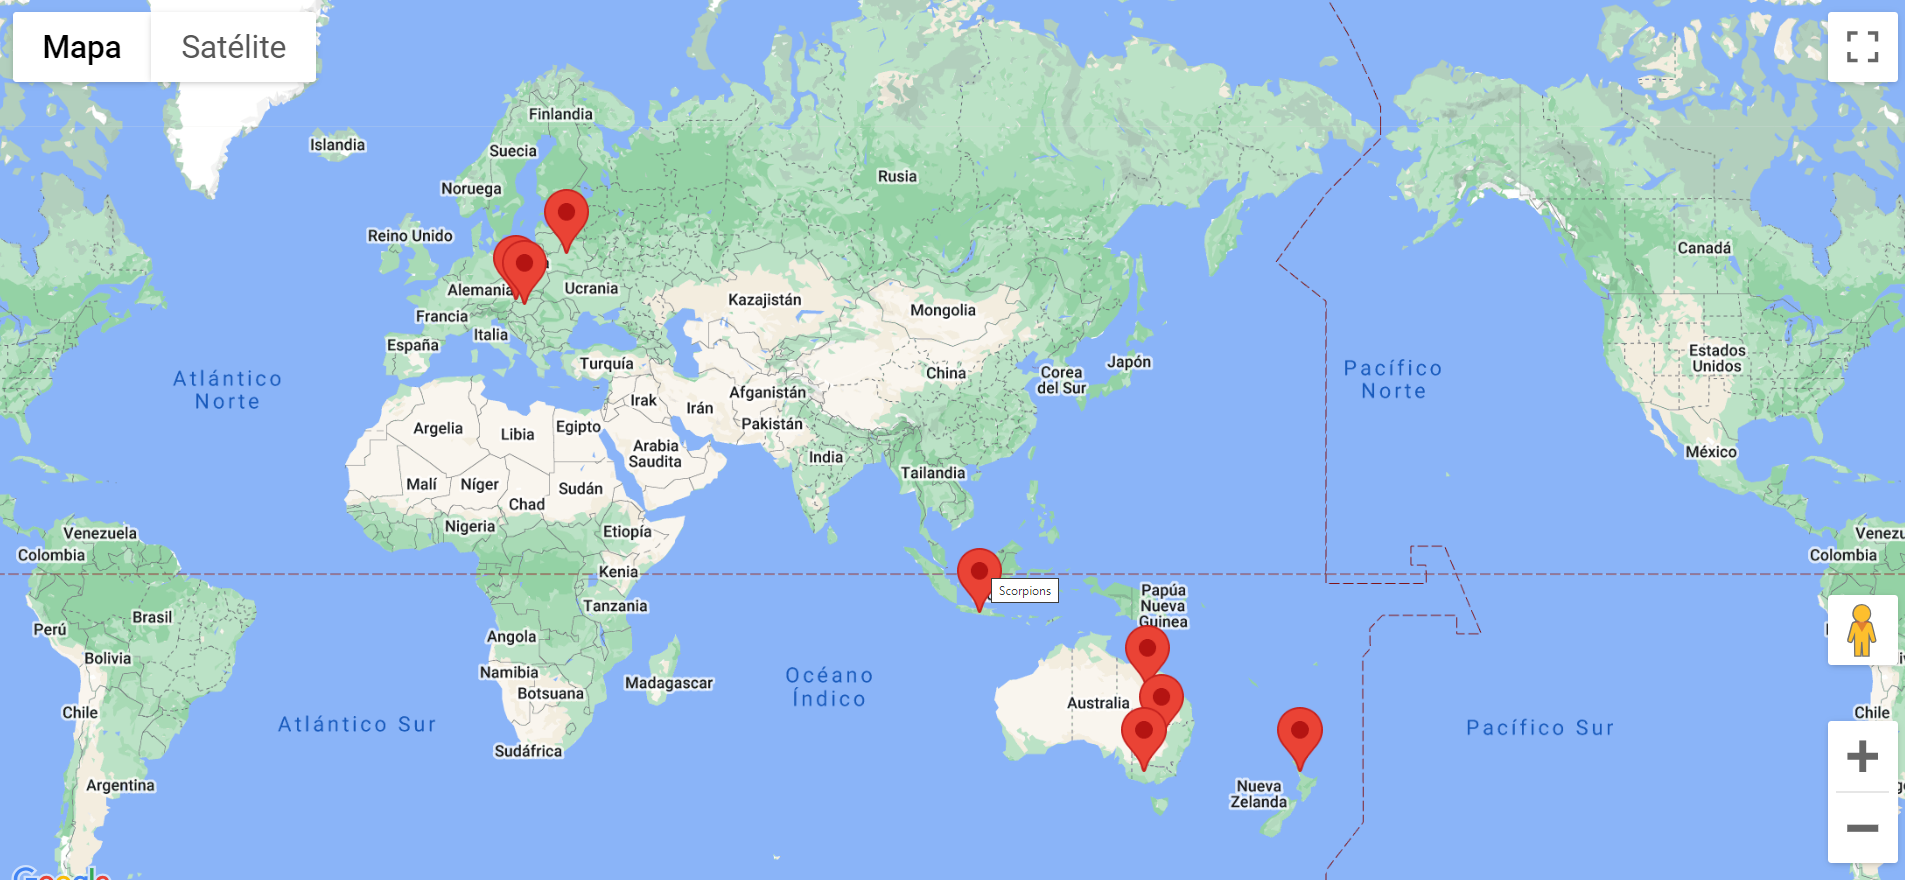 Mapa
Satélite
Finlandia
Islandia
Suecia
Noruega
Rusia
Reino Unido
Canadá
Alemania
Ucrania
Kazajistán
Mongolia
Francia
Italia
España
Turquía
China
Corea
del Sur
Japón
Pacífico
Norte
Estados
Unidos
Atlántico
Norte
Afganistán
Irak
Irán
Pakistán
Argelia
Libia
Egipto
Arabia
Saudita
India
México
Tailandia
Malí
Níger
Sudán
Chad
Nigeria
Etiopía
Venezuela
Colombia
Venezu
Colombia
Kenia
Scorpions
Papúa
Nueva
Guinea
Tanzania
Brasil
Perú
Angola
Bolivia
Namibia
Botsuana
Madagascar
Océano
Índico
Australia
Chile
Chile
Atlántico Sur
Pacífico Sur
Sudáfrica
Argentina
Nueva
Zelanda
Google